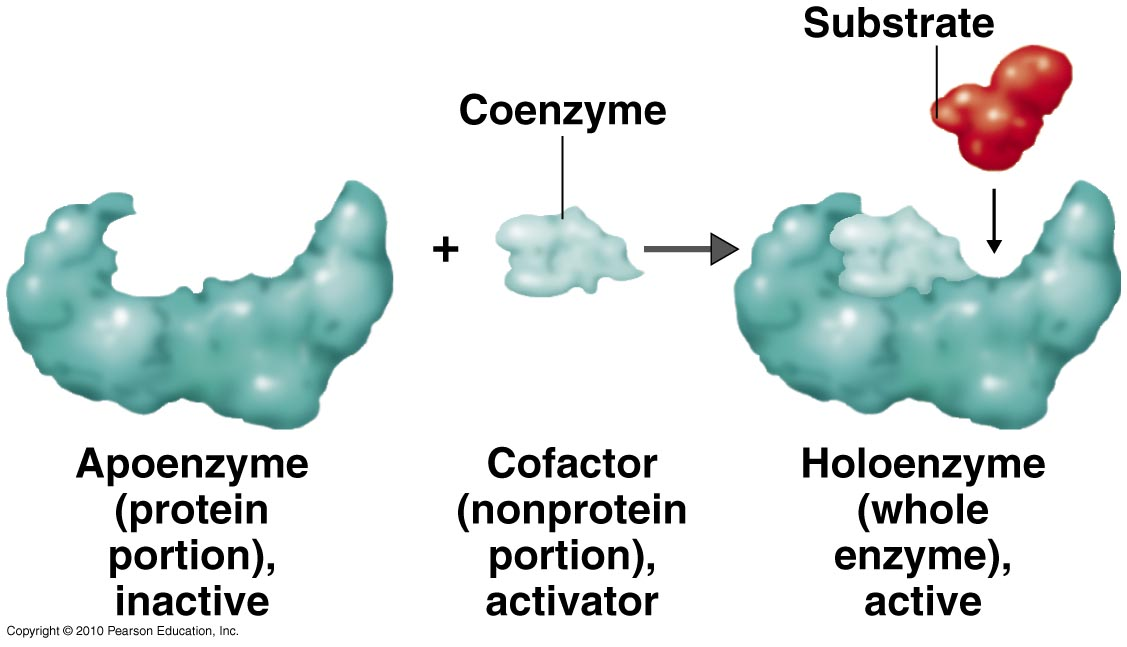 Substrate
Coenzyme
+
Apoenzyme
(protein
portion),
inactive
Cofactor
(nonprotein
portion),
activator
Holoenzyme
(whole
enzyme),
active
Copyright © 2010 Pearson Education, Inc.